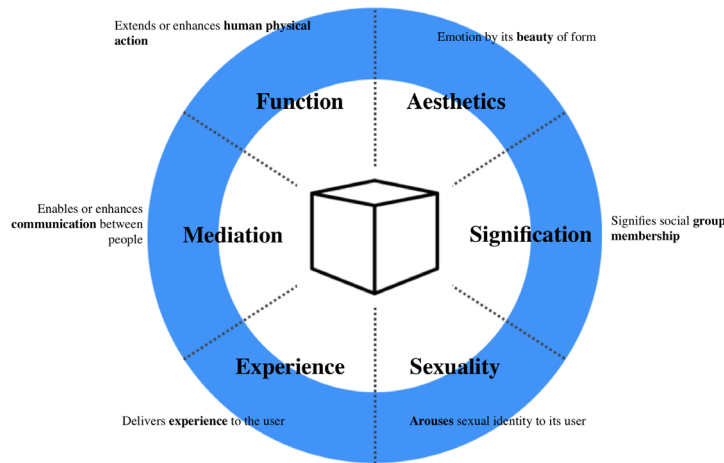 Extends or enhances human physical
action
Emotion by its beauty of form
Function
Aesthetics
Enables or enhances
communication between
people
Mediation
Signification
Signifies social group
membership
Experience
Sexuality
Delivers experience to the user
Arouses sexual identity to its user